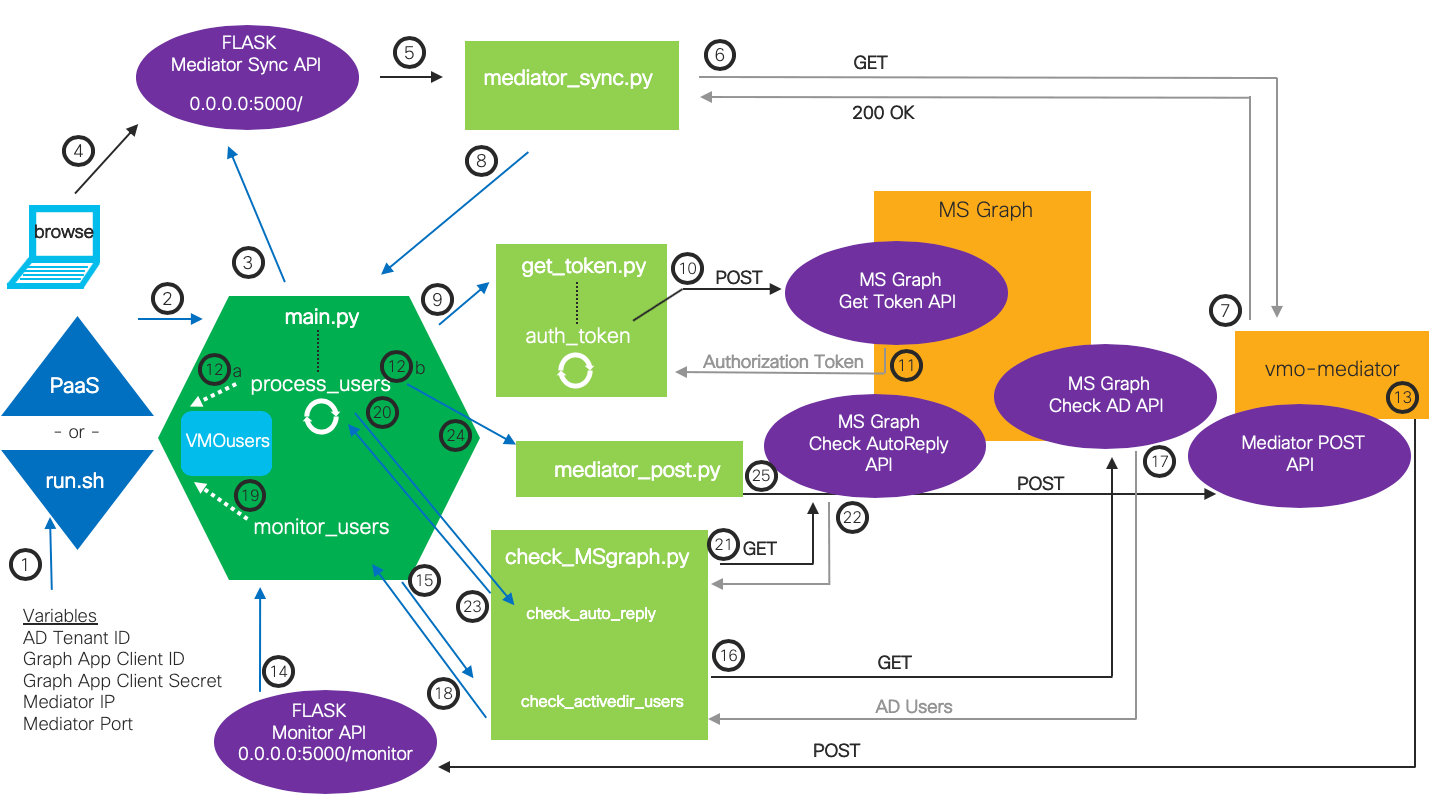 FLASK
Mediator Sync API
0.0.0.0:5000/
5
mediator_sync.py
6
GET
200 OK
4
8
browse
3
MS Graph
2
9
get_token.py
auth_token
10
POST
MS Graph
Get Token API
Authorization Token
11
7
PaaS
- or -
run.sh
main.py
12
a
process_users
12
b
20
VMOusers
24
19
monitor_users
mediator_post.py
25
MS Graph
Check AutoReply
API
MS Graph
Check AD API
vmo-mediator
13
Mediator POST
API
17
POST
22
1
Variables
AD Tenant ID
Graph App Client ID
Graph App Client Secret
Mediator IP
Mediator Port
check_MSgraph.py
21
GET
check_auto_reply
15
23
16
GET
14
18
check_activedir_users
AD Users
FLASK
Monitor API
0.0.0.0:5000/monitor
POST